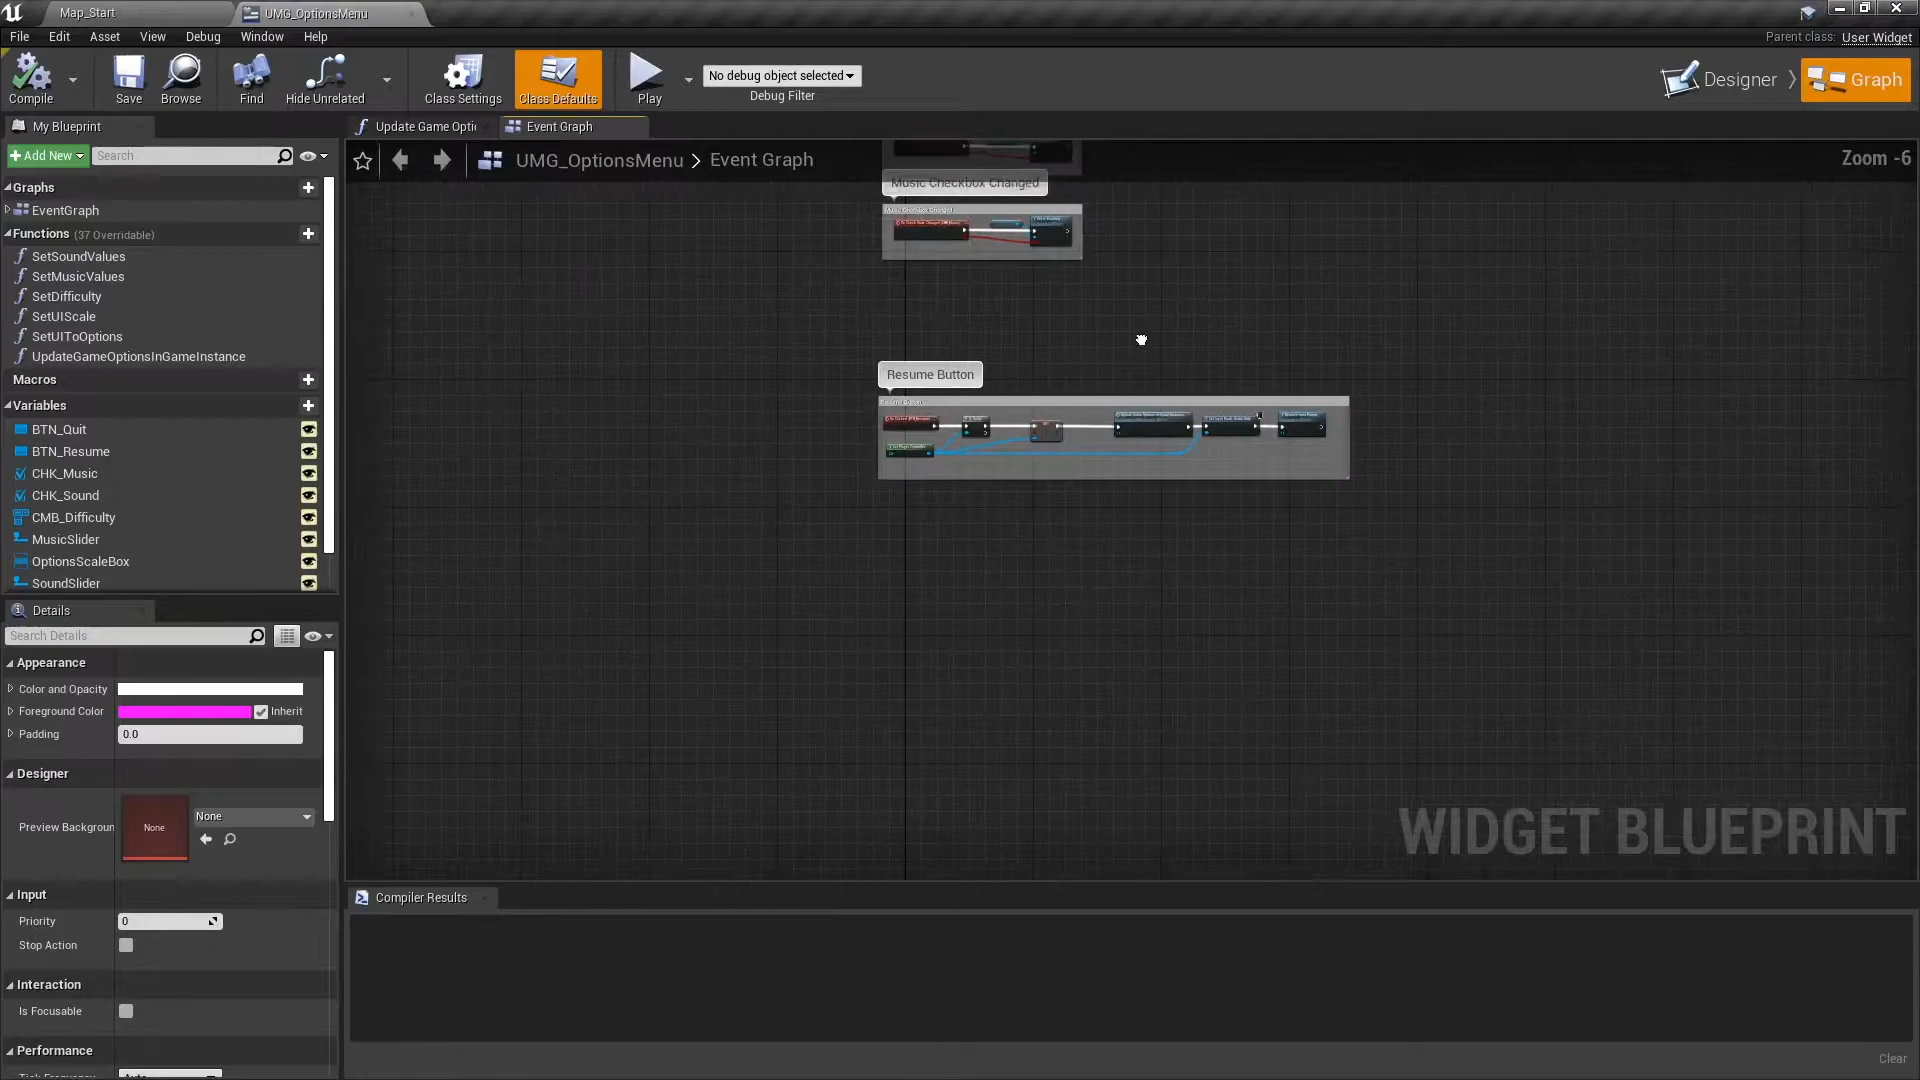 Map_Start
UMG_OptionsMenu
File Edit Asset View Debug Window Help
Parent class: User Widget
Compile
Save
Browse
Find
Hide Unrelated
Class Settings
Class Defaults
Play
No debug object selected
Debug Filter
Designer
Graph
My Blueprint
Update Game Opti
Event Graph
Add New
Search
UMG_OptionsMenu > Event Graph
Zoom -6
Graphs
EventGraph
Functions (37 Overridable)
SetSoundValues
SetMusicValues
SetDifficulty
SetUIScale
SetUIToOptions
UpdateGameOptionsInGameInstance
Macros
Variables
BTN_Quit
BTN_Resume
CHK_Music
CHK_Sound
CMB_Difficulty
MusicSlider
OptionsScaleBox
SoundSlider
Music Checkbox Changed
Resume Button
WIDGET BLUEPRINT
Details
Search Details
Appearance
Color and Opacity
Foreground Color
Inherit
Padding
0.0
Designer
Preview Backgroun
None
None
Input
Priority
0
Stop Action
Interaction
Is Focusable
Performance
Compiler Results
Clear